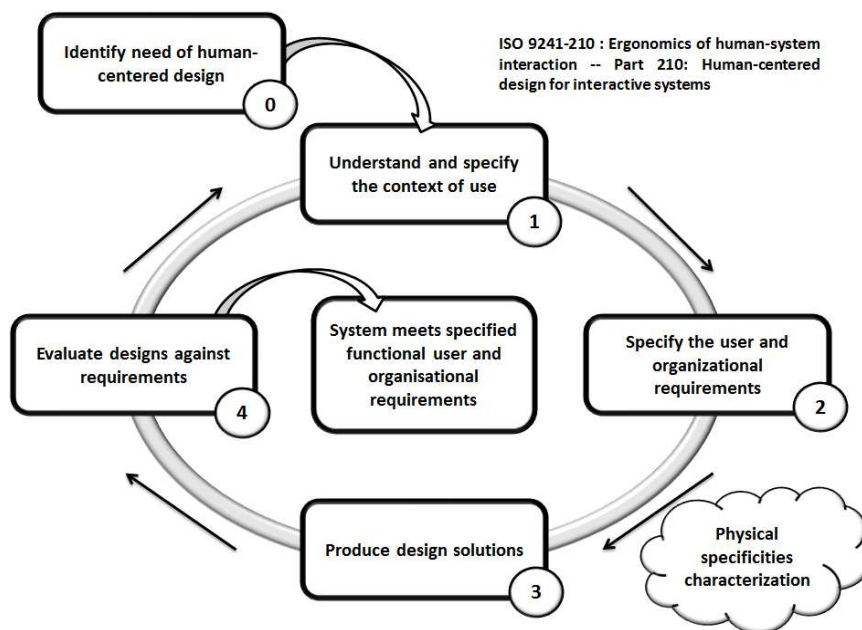 Identify need of human-
centered design
0
ISO 9241-210 : Ergonomics of human-system
interaction -- Part 210: Human-centered
design for interactive systems
Understand and specify
the context of use
1
Evaluate designs against
requirements
4
System meets specified
functional user and
organisational
requirements
Specify the user and
organizational
requirements
2
Produce design solutions
3
Physical
specificities
characterization